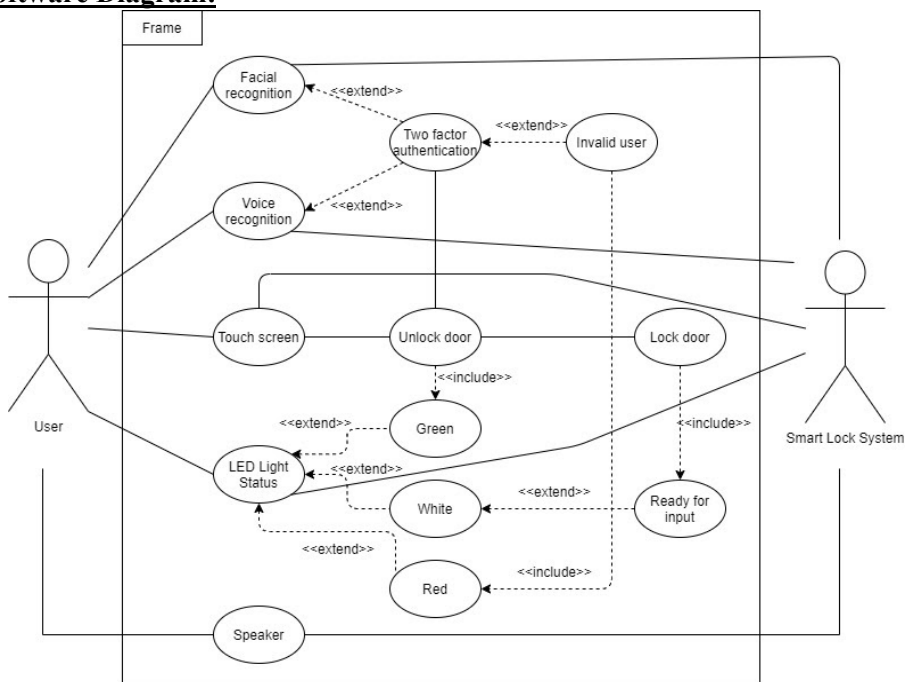 Software Diagram:
Frame
Facial
recognition
<<extend>>
Two factor
authentication
<<extend>>
Invalid user
<<extend>>
Voice
recognition
Touch screen
Unlock door
Lock door
<<include>>
User
Smart Lock System
<<extend>>
Green
<<include>>
LED Light
Status
<<extend>>
White
<<extend>>
Ready for
input
<<extend>>
Red
<<include>>
Speaker